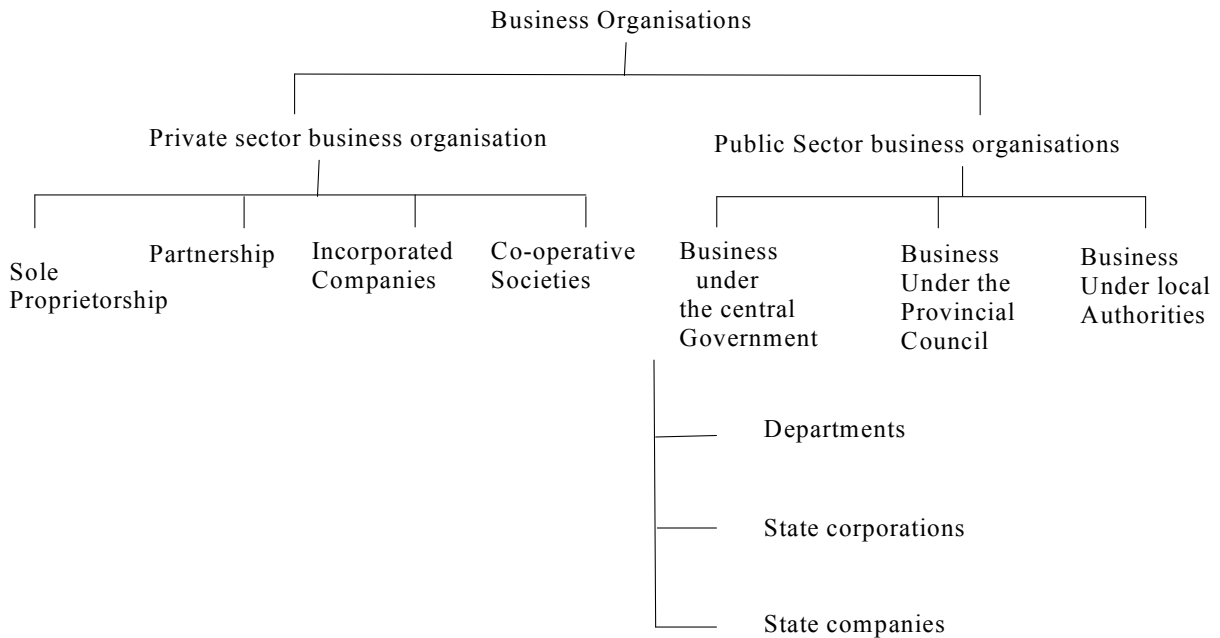 Business Organisations
Private sector business organisation
Public Sector business organisations
Sole
Proprietorship
Partnership
Incorporated
Companies
Co-operative
Societies
Business
under
the central
Government
Business
Under the
Provincial
Council
Business
Under local
Authorities
Departments
State corporations
State companies